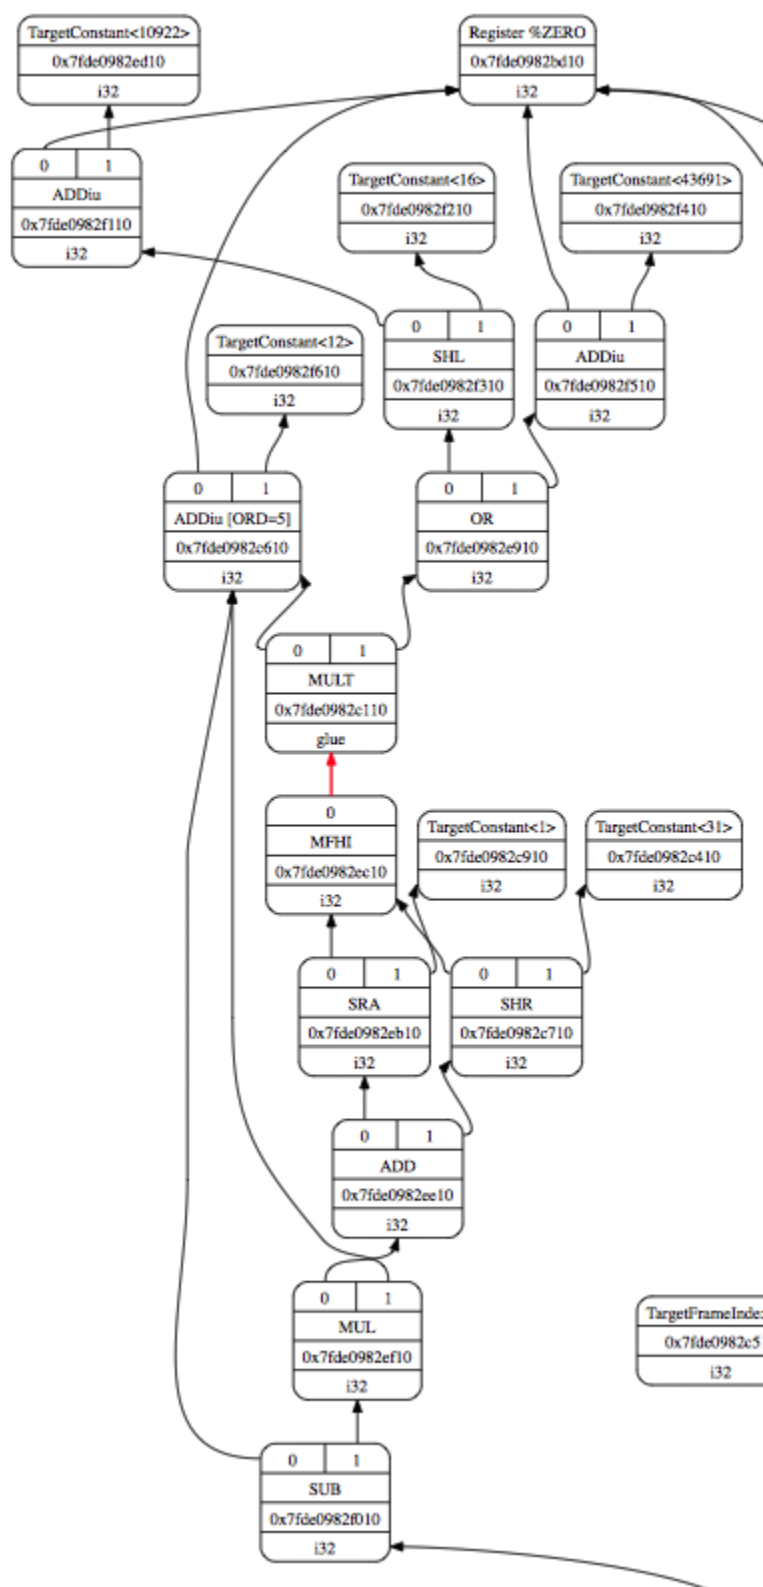 TargetConstant<10922>
0x7fde0982ed10
i32
Register %ZERO
0x7fde0982bd10
i32
0 1
ADDiu
0x7fde0982f110
i32
TargetConstant<16>
0x7fde0982f210
i32
TargetConstant<43691>
0x7fde0982f410
i32
TargetConstant<12>
0x7fde0982f610
i32
0 1
SHL
0x7fde0982f310
i32
0 1
ADDiu
0x7fde0982f510
i32
0 1
ADDiu [ORD=5]
0x7fde0982c610
i32
0 1
OR
0x7fde0982e910
i32
0 1
MULT
0x7fde0982c110
glue
0
MFHI
0x7fde0982ec10
i32
TargetConstant<1>
0x7fde0982c910
i32
TargetConstant<31>
0x7fde0982c410
i32
0 1
SRA
0x7fde0982eb10
i32
0 1
SHR
0x7fde0982c710
i32
0 1
ADD
0x7fde0982ee10
i32
0 1
MUL
0x7fde0982ef10
i32
TargetFrameInde
0x7fde0982c5
i32
0 1
SUB
0x7fde0982f010
i32